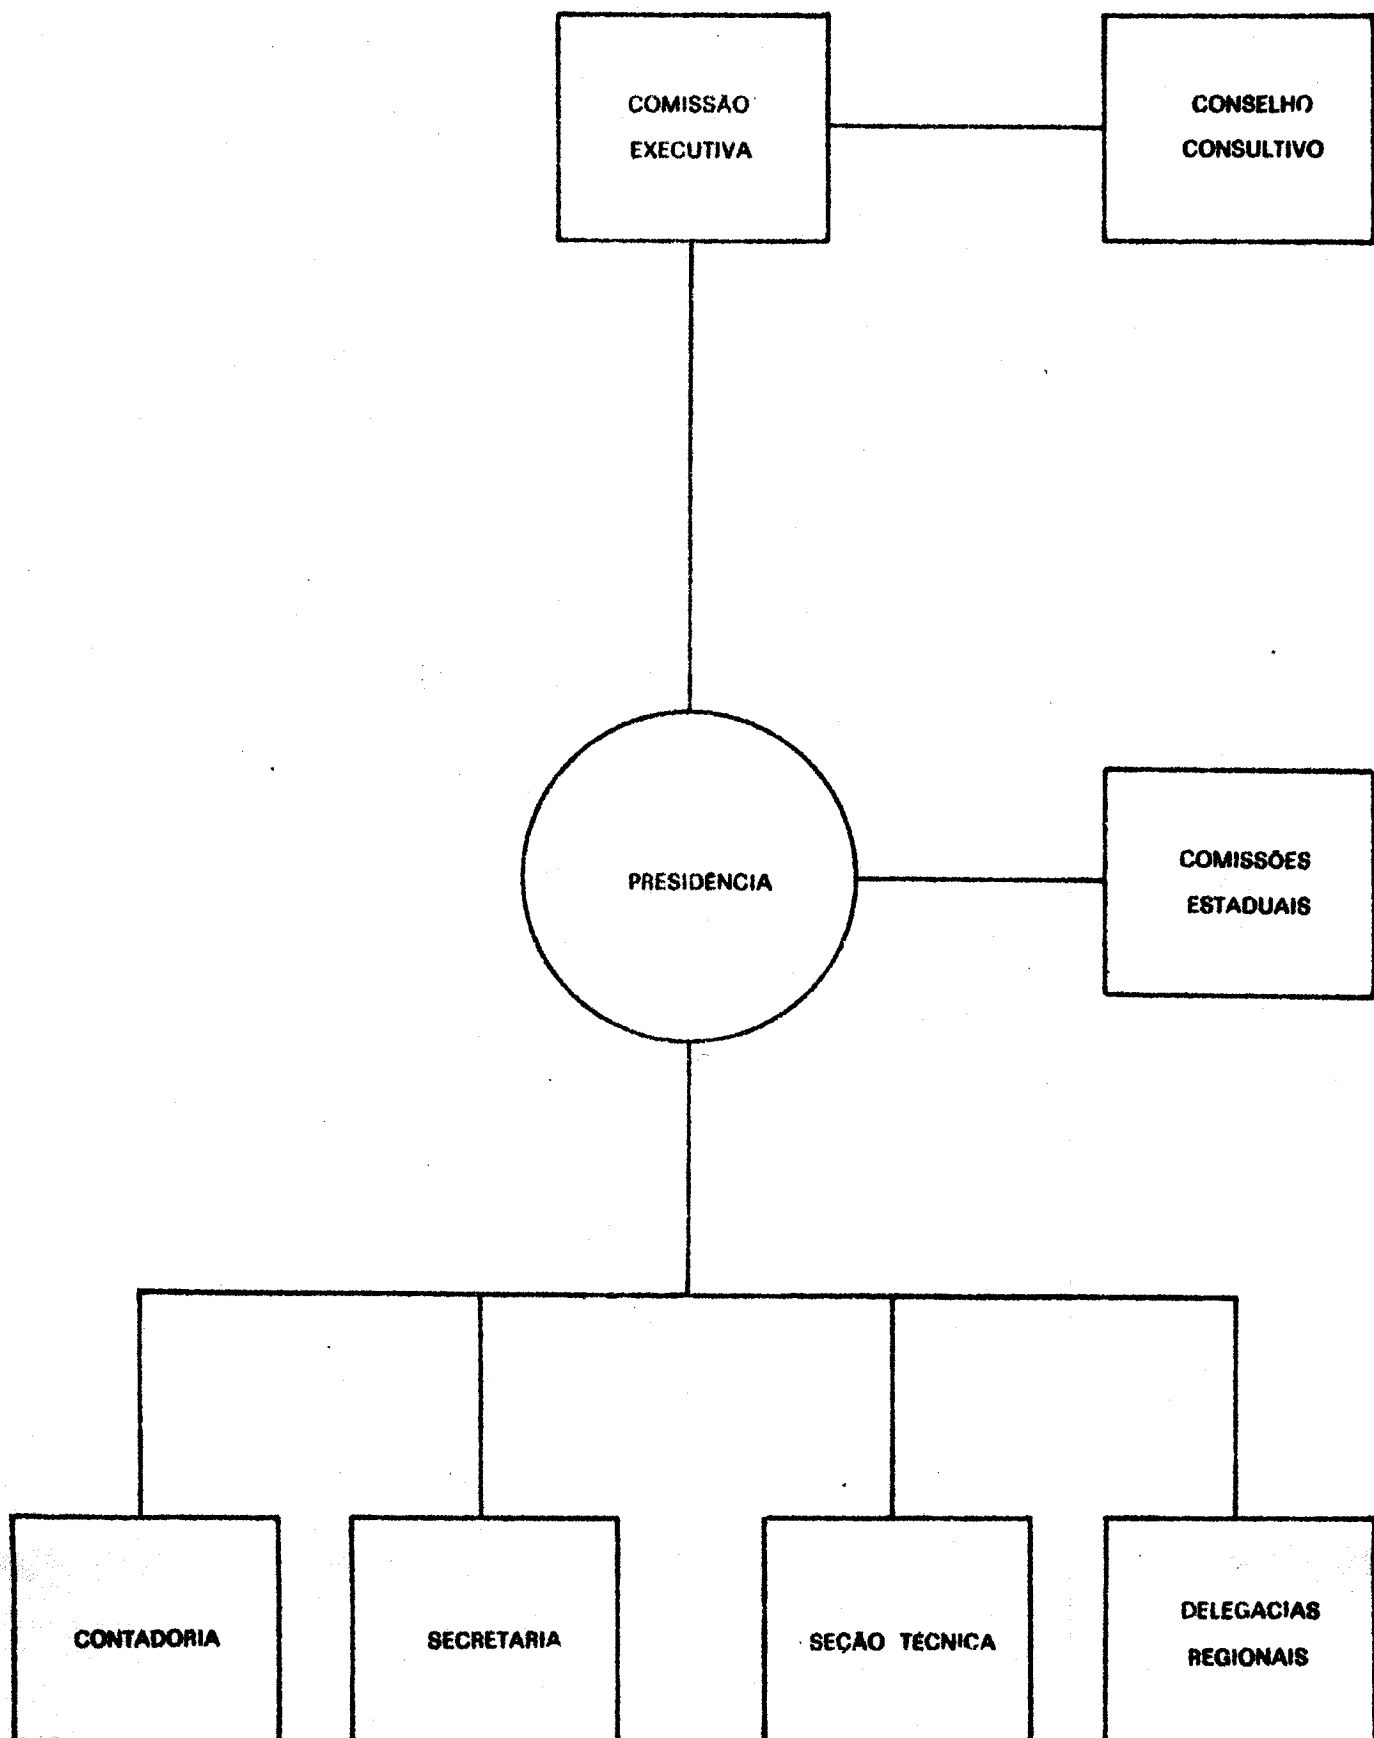 COMISSÃO
EXECUTIVA
CONSELHO
CONSULTIVO
PRESIDÊNCIA
COMISSÕES
ESTADUAIS
CONTADORIA
SECRETARIA
SEÇÃO TÉCNICA
DELEGACIAS
REGIONAIS